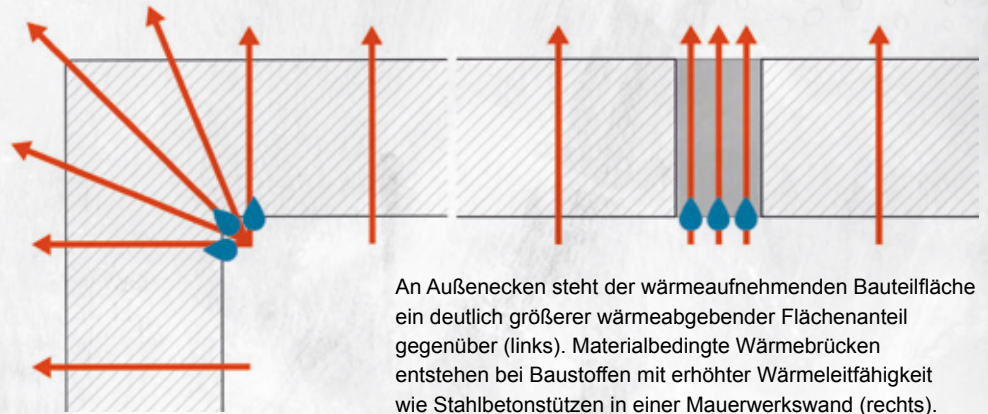 An Außenecken steht der wärmeaufnehmenden Bauteilfläche
ein deutlich größerer wärmeabgebender Flächenanteil
gegenüber (links). Materialbedingte Wärmebrücken
entstehen bei Baustoffen mit erhöhter Wärmeleitfähigkeit
wie Stahlbetonstützen in einer Mauerwerkswand (rechts).